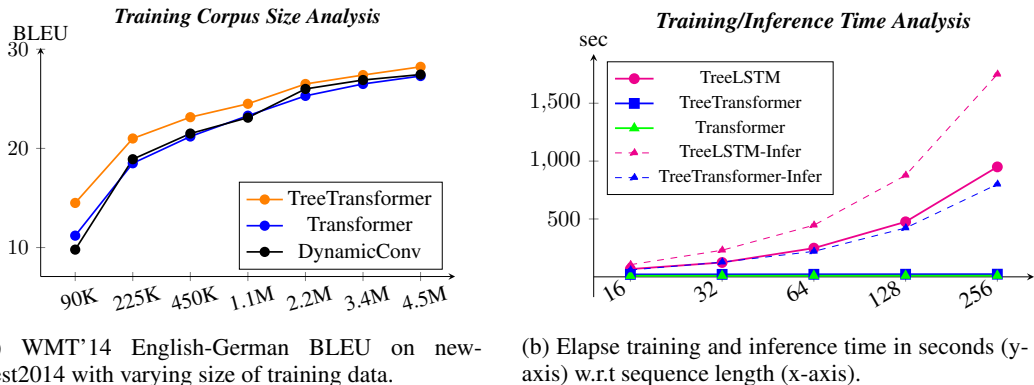 Training Corpus Size Analysis
BLEU
30
20
10
TreeTransformer
Transformer
DynamicConv
90K 225K 450K 1.1M 2.2M 3.4M 4.5M
WMT'14 English-German BLEU on new-
st2014 with varying size of training data.
Training/Inference Time Analysis
sec
1,500
1,000
500
TreeLSTM
TreeTransformer
Transformer
TreeLSTM-Infer
TreeTransformer-Infer
16 32 64 128 256
(b) Elapse training and inference time in seconds (y-
axis) w.r.t sequence length (x-axis).